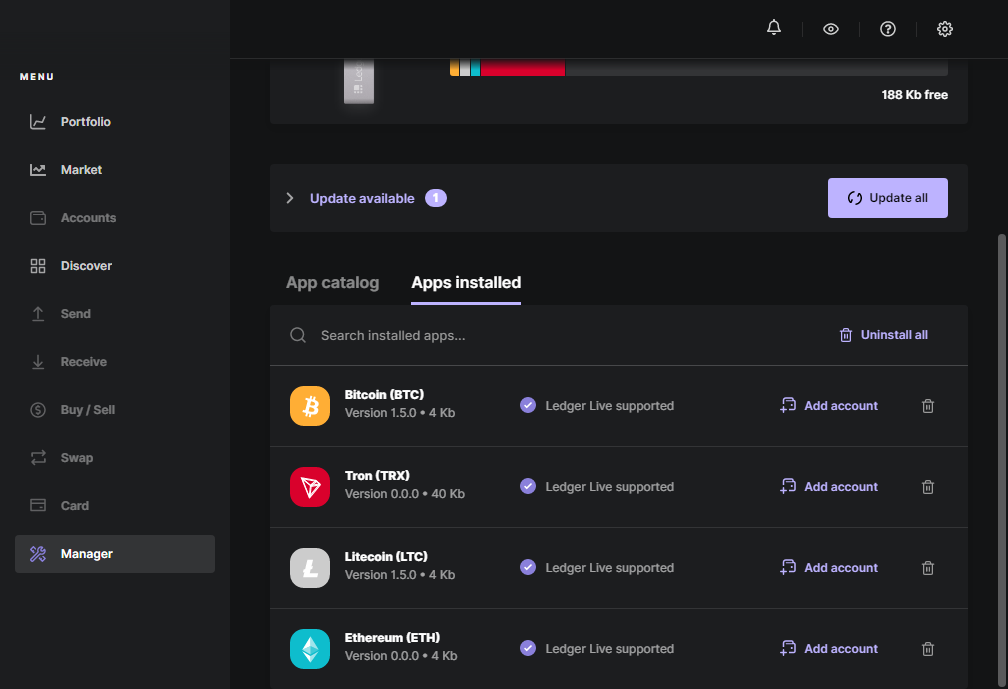 MENU
Portfolio
Market
Accounts
Discover
Send
Receive
Buy / Sell
Swap
Card
Manager
188 Kb free
Update available 1
Update all
App catalog
Apps installed
Search installed apps...
Uninstall all
Bitcoin (BTC)
Version 1.5.0 • 4 Kb
Ledger Live supported
Add account
Tron (TRX)
Version 0.0.0 • 40 Kb
Ledger Live supported
Add account
Litecoin (LTC)
Version 1.5.0 • 4 Kb
Ledger Live supported
Add account
Ethereum (ETH)
Version 0.0.0 • 4 Kb
Ledger Live supported
Add account